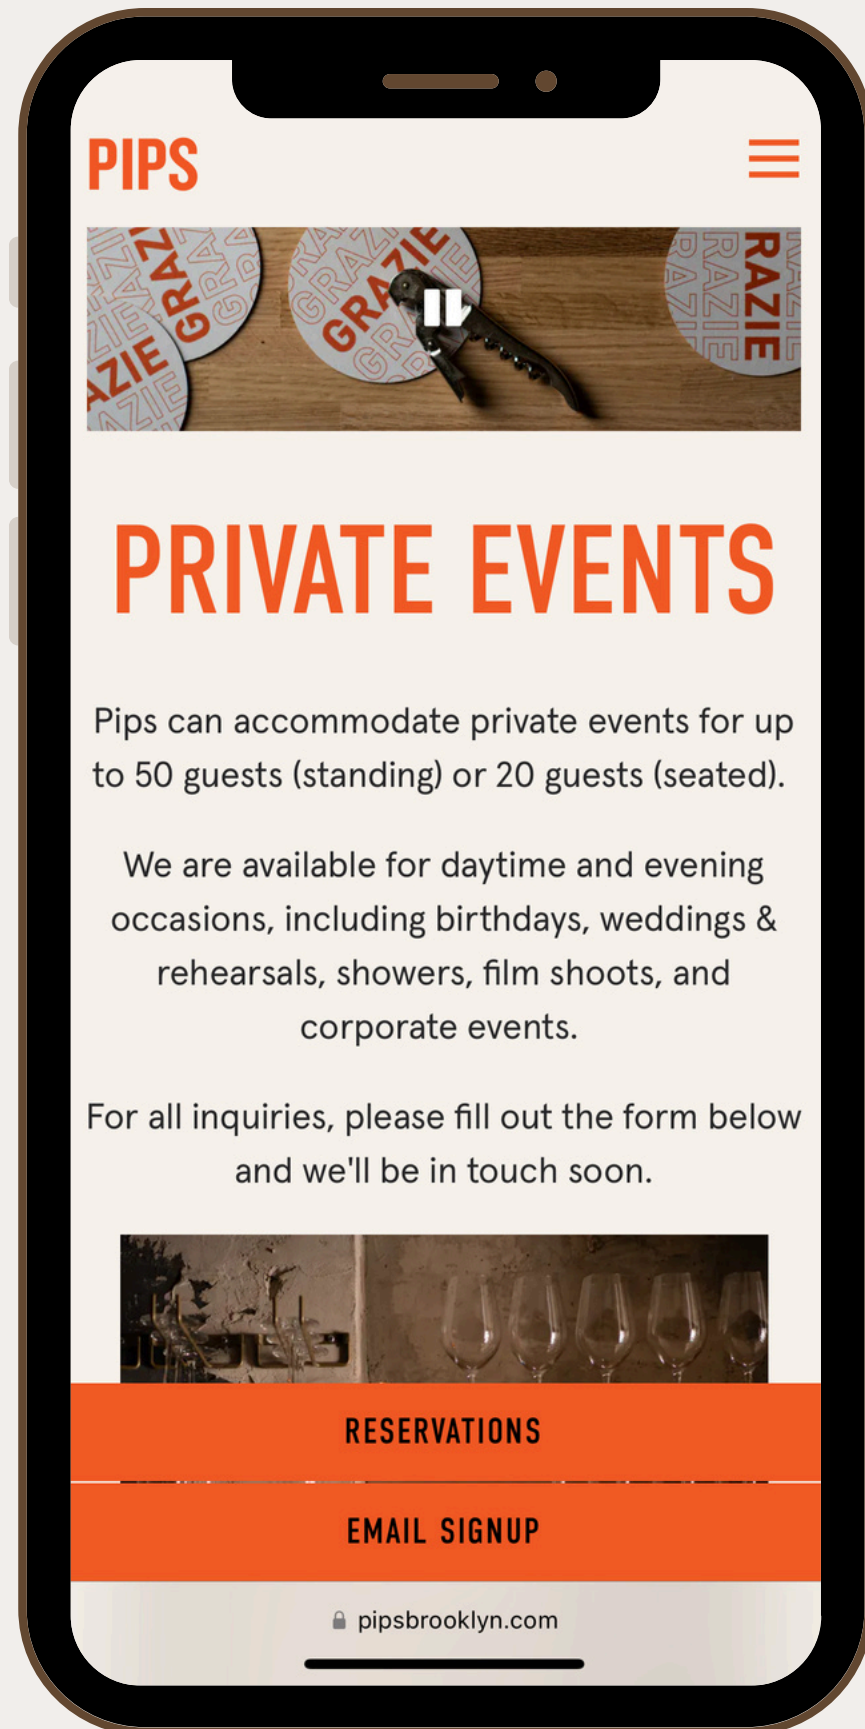 PIPS
GRAZIE
GRAZIE
RAZIE
AZIE
PRIVATE EVENTS
Pips can accommodate private events for up
to 50 guests (standing) or 20 guests (seated).
We are available for daytime and evening
occasions, including birthdays, weddings &
rehearsals, showers, film shoots, and
corporate events.
For all inquiries, please fill out the form below
and we'll be in touch soon.
RESERVATIONS
EMAIL SIGNUP
pipsbrooklyn.com